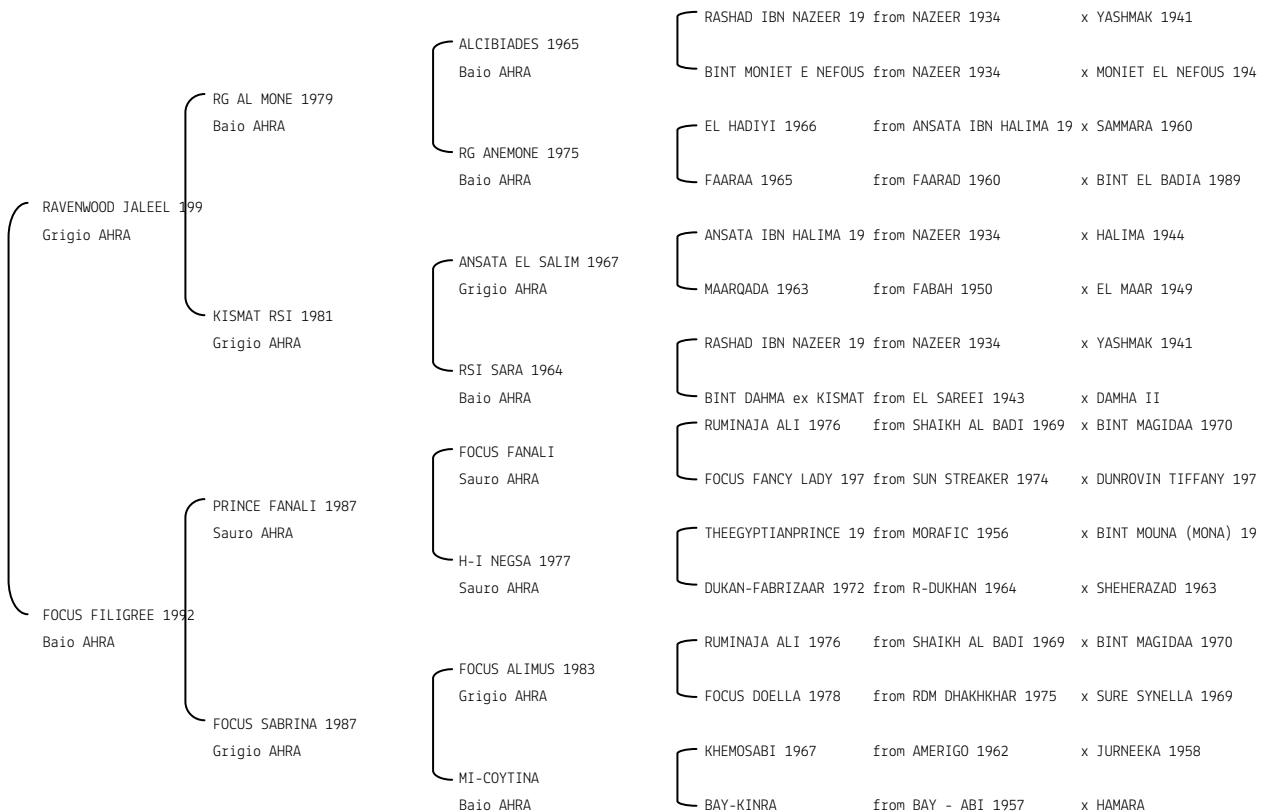 RASHAD IBN NAZEER 19 from NAZEER 1934 x YASHMAK 1941
ALCIBIADES 1965
Baio AHRA
BINT MONIET E NEFOUS from NAZEER 1934 x MONIET EL NEFOUS 194
RG AL MONE 1979
Baio AHRA
EL HADIYI 1966 from ANSATA IBN HALIMA 19 x SAMMARA 1960
RG ANEMONE 1975
Baio AHRA
FAARAA 1965 from FAARAD 1960 x BINT EL BADIA 1989
RAVENWOOD JALEEL 199
Grigio AHRA
ANSATA IBN HALIMA 19 from NAZEER 1934 x HALIMA 1944
ANSATA EL SALIM 1967
Grigio AHRA
MAARQADA 1963 from FABAH 1950 x EL MAAR 1949
KISMAT RSI 1981
Grigio AHRA
RASHAD IBN NAZEER 19 from NAZEER 1934 x YASHMAK 1941
RSI SARA 1964
Baio AHRA
BINT DAHMA ex KISMAT from EL SAREEI 1943 x DAMHA II
RUMINAJA ALI 1976 from SHAIKH AL BADI 1969 x BINT MAGIDAA 1970
FOCUS FANALI
Sauro AHRA
FOCUS FANCY LADY 197 from SUN STREAKER 1974 x DUNROVIN TIFFANY 197
PRINCE FANALI 1987
Sauro AHRA
THEEGYPTIANPRINCE 19 from MORAFIC 1956 x BINT MOUNA (MONA) 19
H-I NEGSA 1977
Sauro AHRA
DUKAN-FABRIZAAR 1972 from R-DUKHAN 1964 x SHEHERAZAD 1963
FOCUS FILIGREE 1992
Baio AHRA
RUMINAJA ALI 1976 from SHAIKH AL BADI 1969 x BINT MAGIDAA 1970
FOCUS ALIMUS 1983
Grigio AHRA
FOCUS DOELLA 1978 from RDM DHAKHKHAR 1975 x SURE SYNELLA 1969
FOCUS SABRINA 1987
Grigio AHRA
KHEMOSABI 1967 from AMERIGO 1962 x JURNEEKA 1958
MI-COYTINA
Baio AHRA
BAY-KINRA from BAY - ABI 1957 x HAMARA